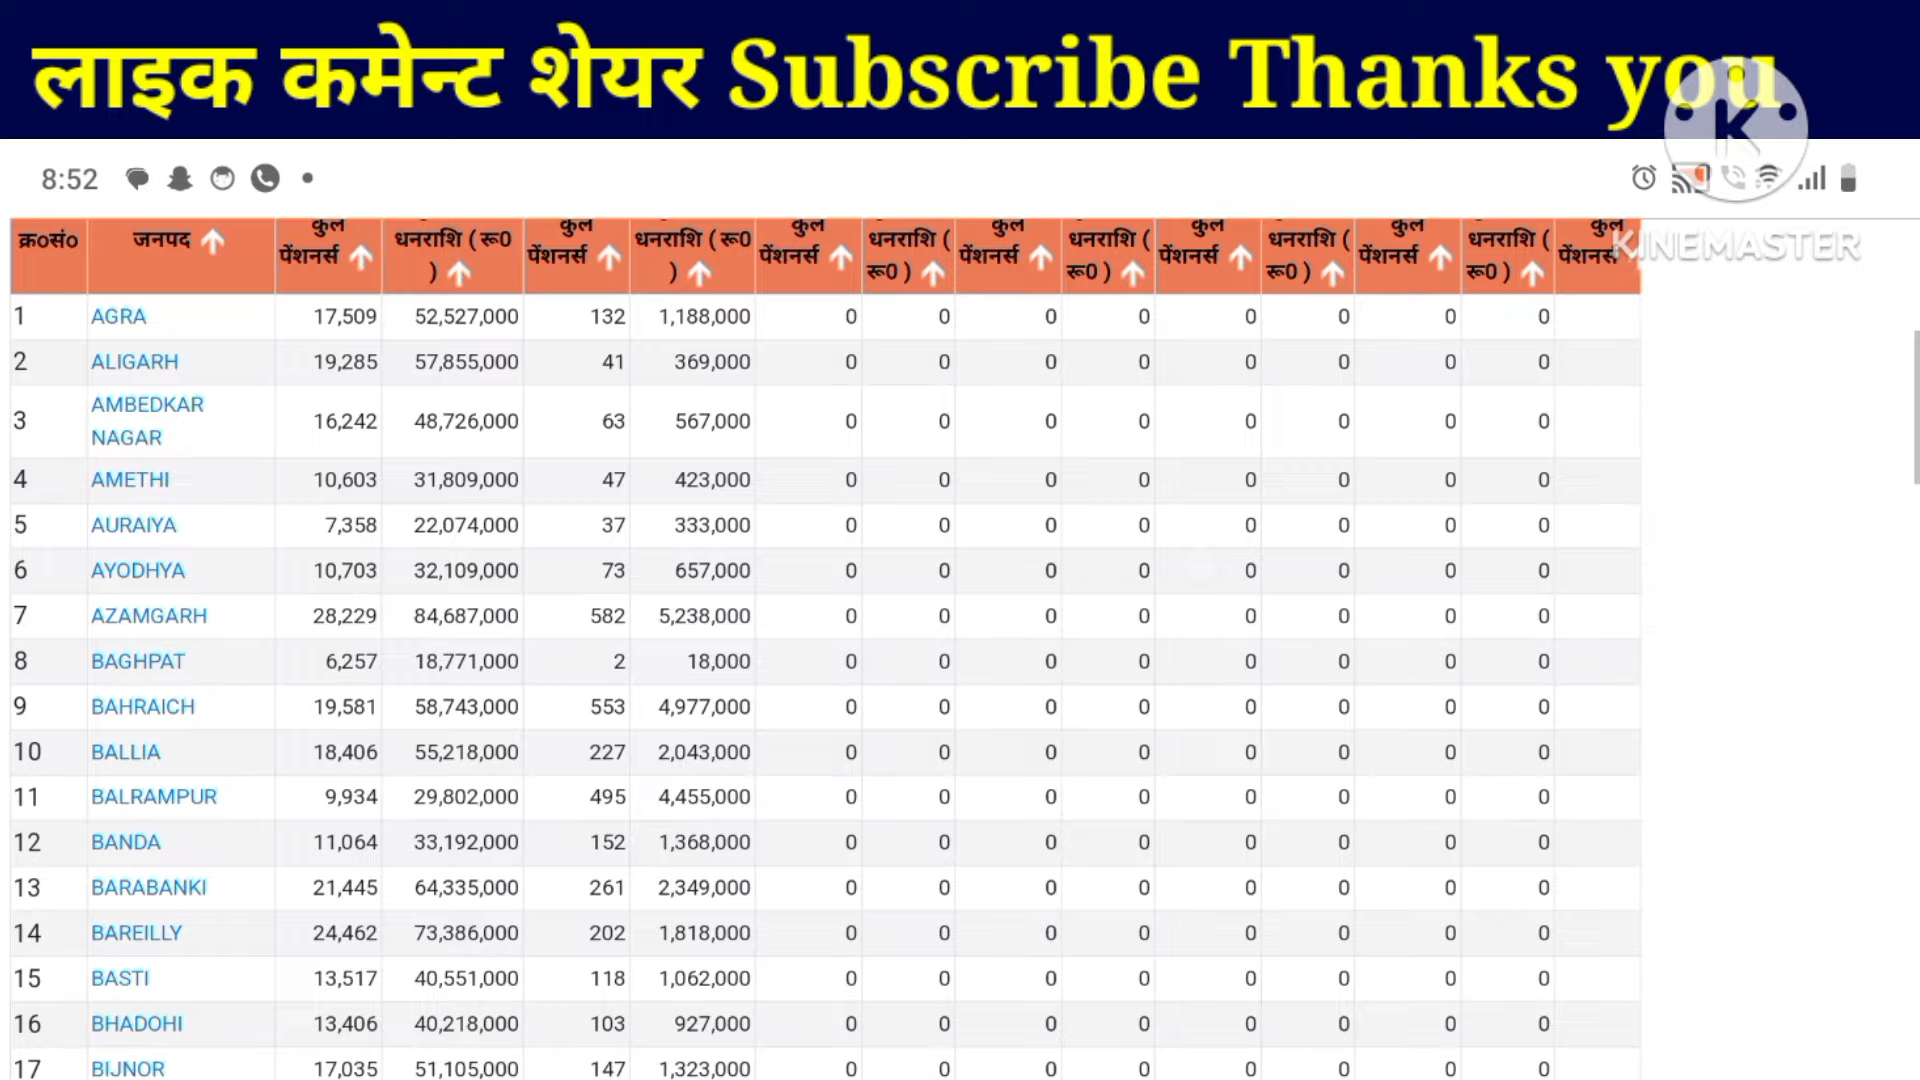 लाइक कमेन्ट शेयर Subscribe Thanks you
8:52
KINEMASTER
क्र०सं० जनपद कुल पेंशनर्स धनराशि ( रू0 ) कुल पेंशनर्स धनराशि ( रू0 ) कुल पेंशनर्स धनराशि ( रू0 ) कुल पेंशनर्स धनराशि ( रू0 ) कुल पेंशनर्स धनराशि ( रू0 ) कुल पेंशनर्स धनराशि ( रू0 ) कुल पेंशनर्स
1 AGRA 17,509 52,527,000 132 1,188,000 0 0 0 0 0 0 0 0
2 ALIGARH 19,285 57,855,000 41 369,000 0 0 0 0 0 0 0 0
3 AMBEDKAR NAGAR 16,242 48,726,000 63 567,000 0 0 0 0 0 0 0 0
4 AMETHI 10,603 31,809,000 47 423,000 0 0 0 0 0 0 0 0
5 AURAIYA 7,358 22,074,000 37 333,000 0 0 0 0 0 0 0 0
6 AYODHYA 10,703 32,109,000 73 657,000 0 0 0 0 0 0 0 0
7 AZAMGARH 28,229 84,687,000 582 5,238,000 0 0 0 0 0 0 0 0
8 BAGHPAT 6,257 18,771,000 2 18,000 0 0 0 0 0 0 0 0
9 BAHRAICH 19,581 58,743,000 553 4,977,000 0 0 0 0 0 0 0 0
10 BALLIA 18,406 55,218,000 227 2,043,000 0 0 0 0 0 0 0 0
11 BALRAMPUR 9,934 29,802,000 495 4,455,000 0 0 0 0 0 0 0 0
12 BANDA 11,064 33,192,000 152 1,368,000 0 0 0 0 0 0 0 0
13 BARABANKI 21,445 64,335,000 261 2,349,000 0 0 0 0 0 0 0 0
14 BAREILLY 24,462 73,386,000 202 1,818,000 0 0 0 0 0 0 0 0
15 BASTI 13,517 40,551,000 118 1,062,000 0 0 0 0 0 0 0 0
16 BHADOHI 13,406 40,218,000 103 927,000 0 0 0 0 0 0 0 0
17 BIJNOR 17,035 51,105,000 147 1,323,000 0 0 0 0 0 0 0 0